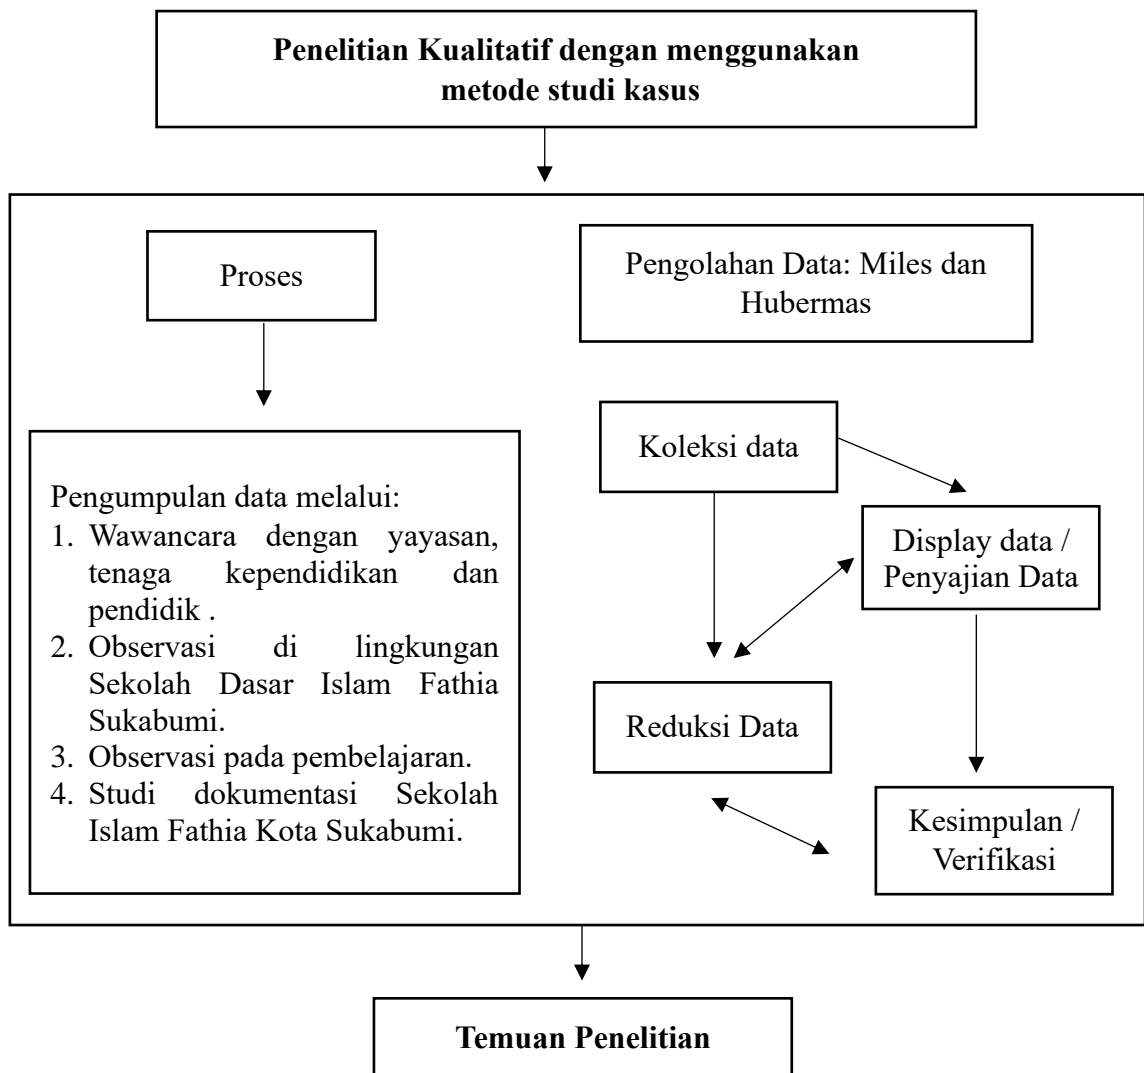 Penelitian Kualitatif dengan menggunakan
metode studi kasus
Proses
Pengumpulan data melalui:
1. Wawancara dengan yayasan,
tenaga kependidikan dan
pendidik .
2. Observasi di lingkungan
Sekolah Dasar Islam Fathia
Sukabumi.
3. Observasi pada pembelajaran.
4. Studi dokumentasi Sekolah
Islam Fathia Kota Sukabumi.
Pengolahan Data: Miles dan
Hubermas
Koleksi data
Display data /
Penyajian Data
Reduksi Data
Kesimpulan /
Verifikasi
Temuan Penelitian